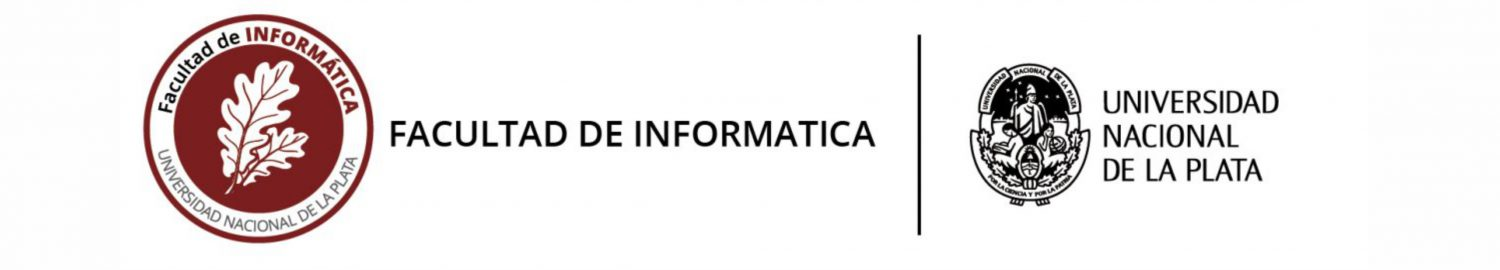 Facultad de INFORMÁTICA
UNIVERSIDAD NACIONAL DE LA PLATA
FACULTAD DE INFORMATICA
UNIVERSIDAD NACIONAL DE LA PLATA
POR LA CIENCIA Y POR LA PATRIA
UNIVERSIDAD
NACIONAL
DE LA PLATA